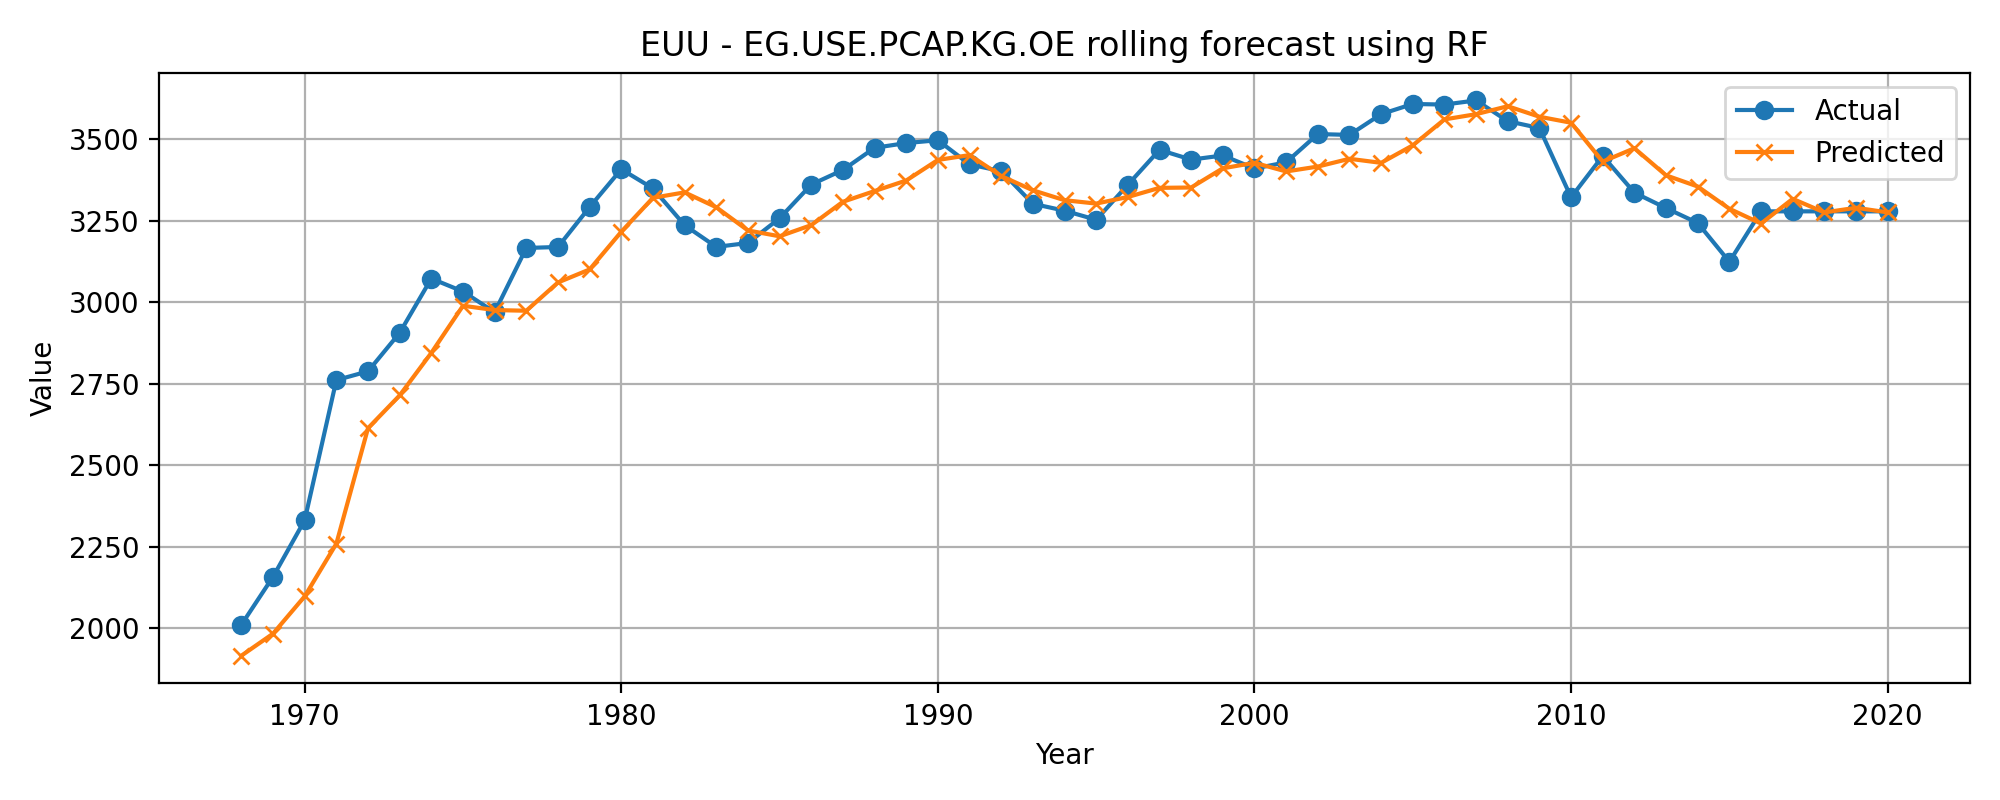 EUU - EG.USE.PCAP.KG.OE rolling forecast using RF
Actual
Predicted
3500
3250
3000
2750
2500
2250
2000
Value
1970 1980 1990 2000 2010 2020
Year